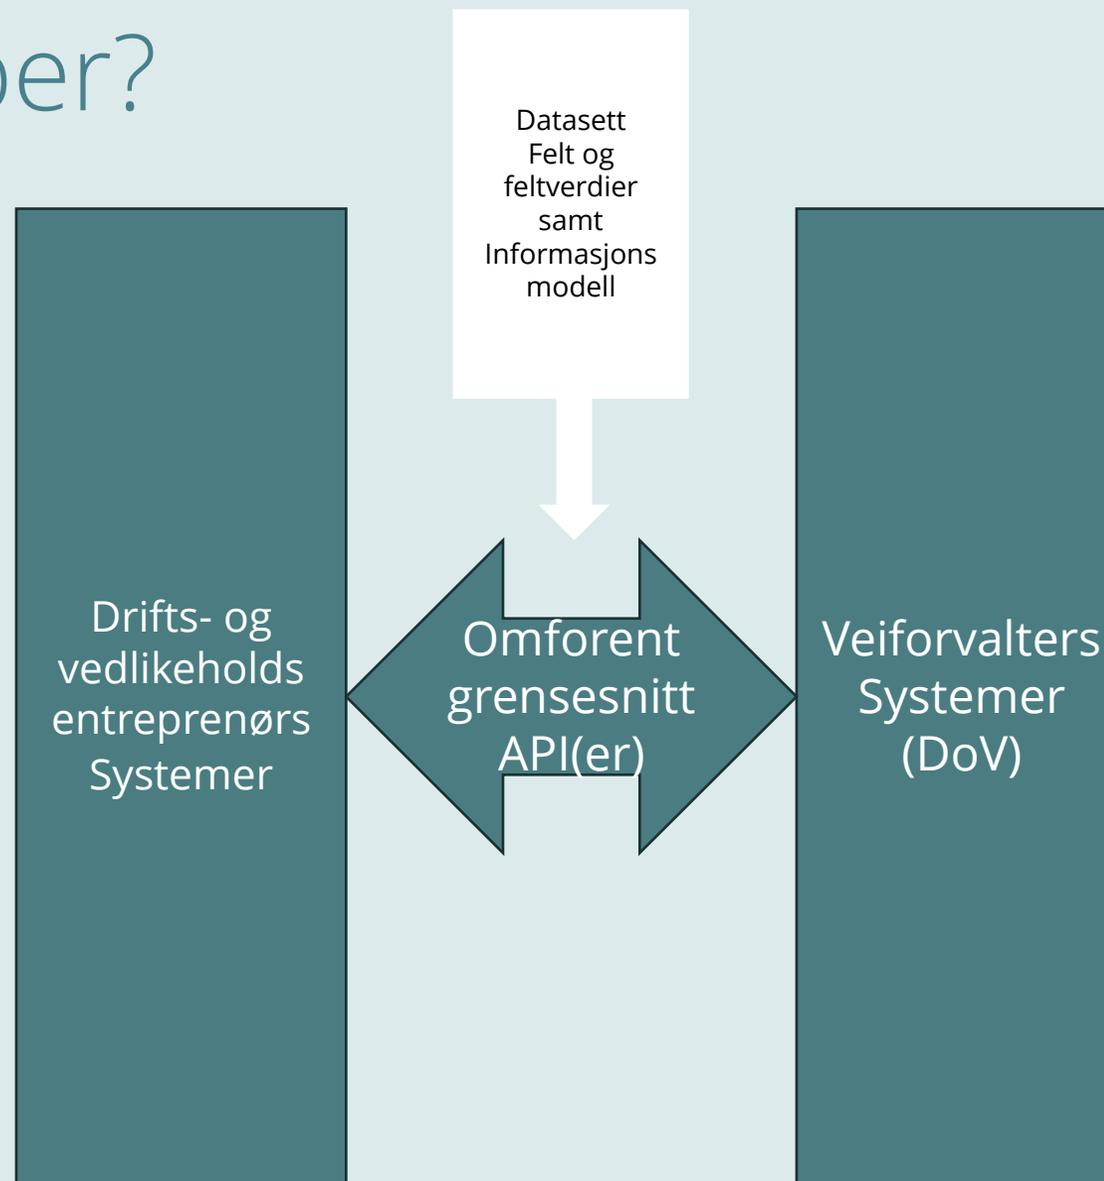 er?
Datasett
Felt og
feltverdier
samt
Informasjons
modell
Drifts- og
vedlikeholds
entreprenørs
Systemer
Omforent
grensesnitt
API(er)
Veiforvalters
Systemer
(DoV)